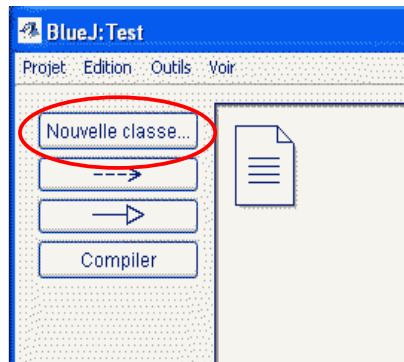 BlueJ: Test
Projet Edition Outils Voir
Nouvelle classe...
Compiler